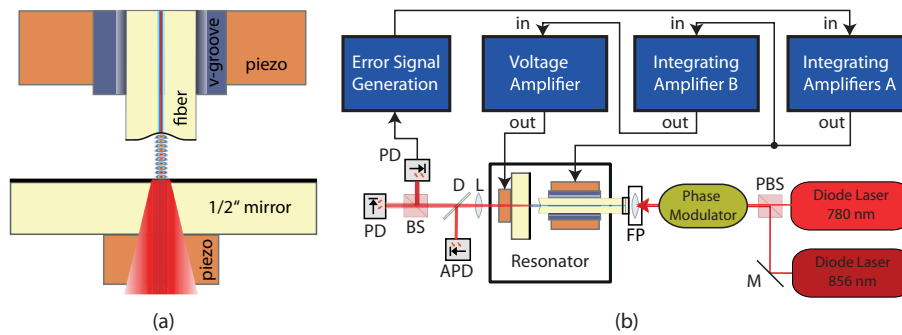 piezo
v-groove
fiber
1/2“ mirror
piezo
(a)
in
in
in
Error Signal
Generation
Voltage
Amplifier
Integrating
Amplifier B
Integrating
Amplifiers A
out
out
out
PD
D
L
PD
BS
APD
Resonator
FP
Phase
Modulator
PBS
Diode Laser
780 nm
M
Diode Laser
856 nm
(b)